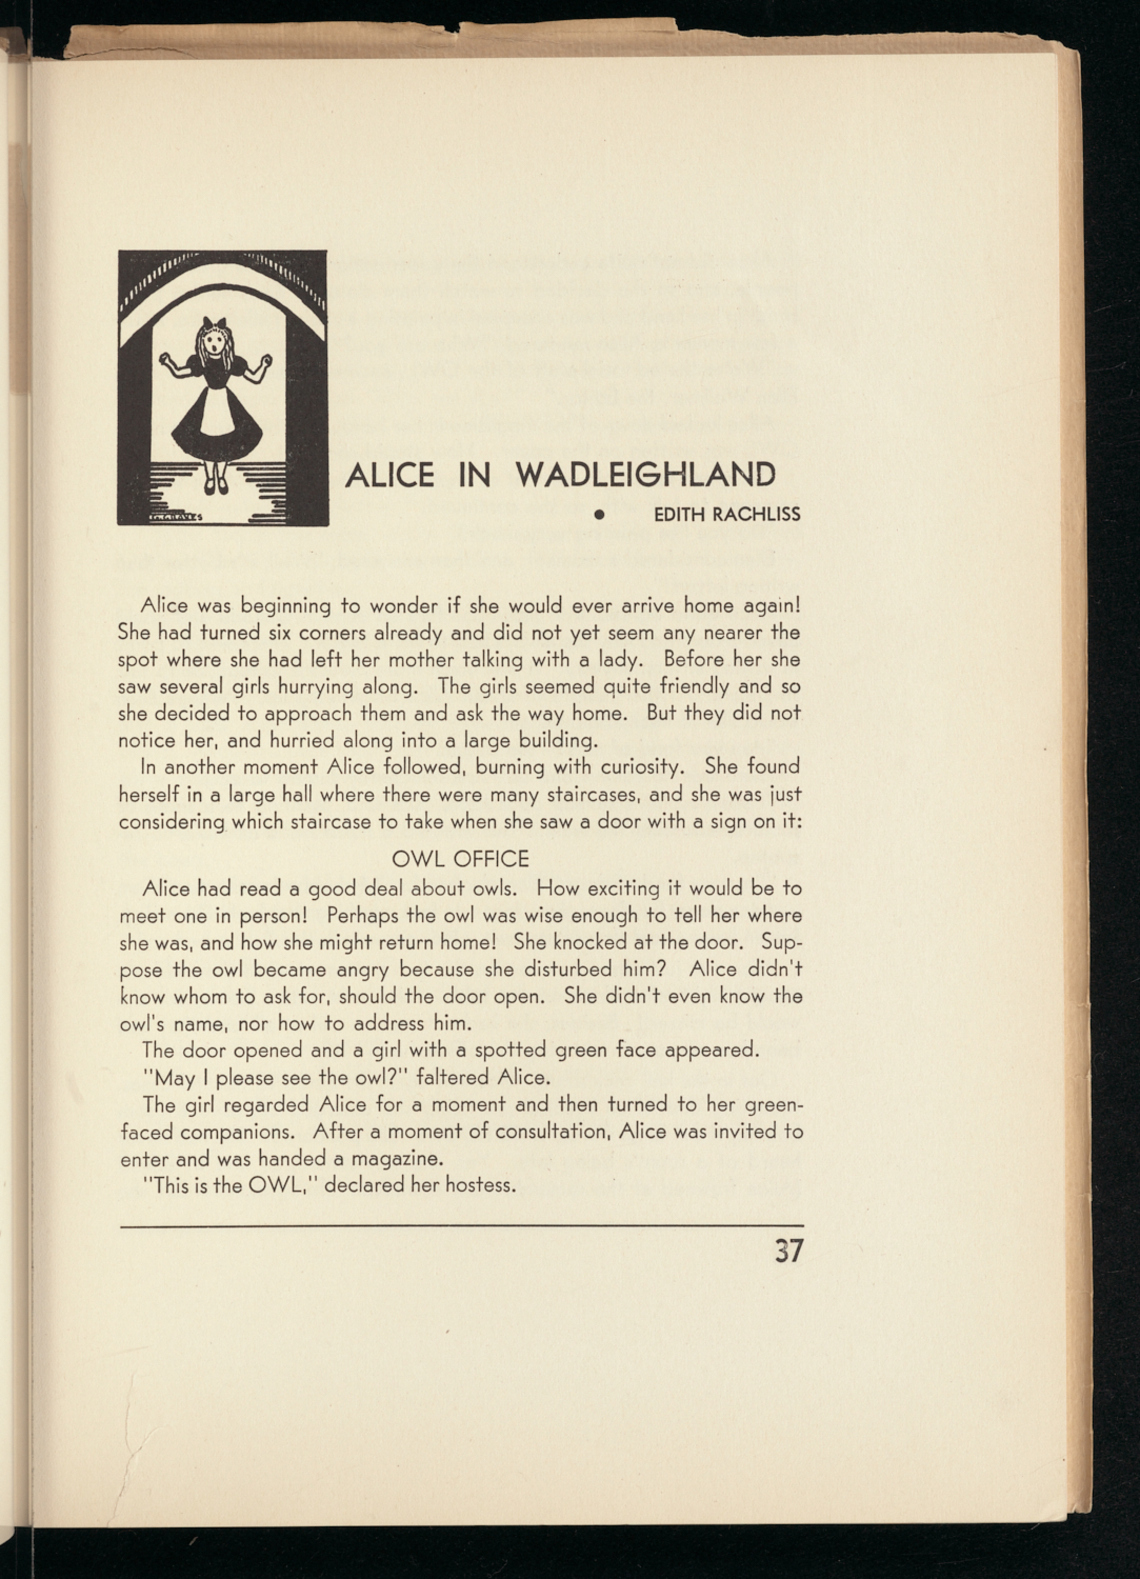 ALICE IN WADLEIGHLAND
● EDITH RACHLISS
Alice was beginning to wonder if she would ever arrive home again!
She had turned six corners already and did not yet seem any nearer the
spot where she had left her mother talking with a lady. Before her she
saw several girls hurrying along. The girls seemed quite friendly and so
she decided to approach them and ask the way home. But they did not
notice her, and hurried along into a large building.
In another moment Alice followed, burning with curiosity. She found
herself in a large hall where there were many staircases, and she was just
considering which staircase to take when she saw a door with a sign on it:
OWL OFFICE
Alice had read a good deal about owls. How exciting it would be to
meet one in person! Perhaps the owl was wise enough to tell her where
she was, and how she might return home! She knocked at the door. Sup-
pose the owl became angry because she disturbed him? Alice didn't
know whom to ask for, should the door open. She didn't even know the
owl's name, nor how to address him.
The door opened and a girl with a spotted green face appeared.
"May I please see the owl?" faltered Alice.
The girl regarded Alice for a moment and then turned to her green-
faced companions. After a moment of consultation, Alice was invited to
enter and was handed a magazine.
"This is the OWL," declared her hostess.
37